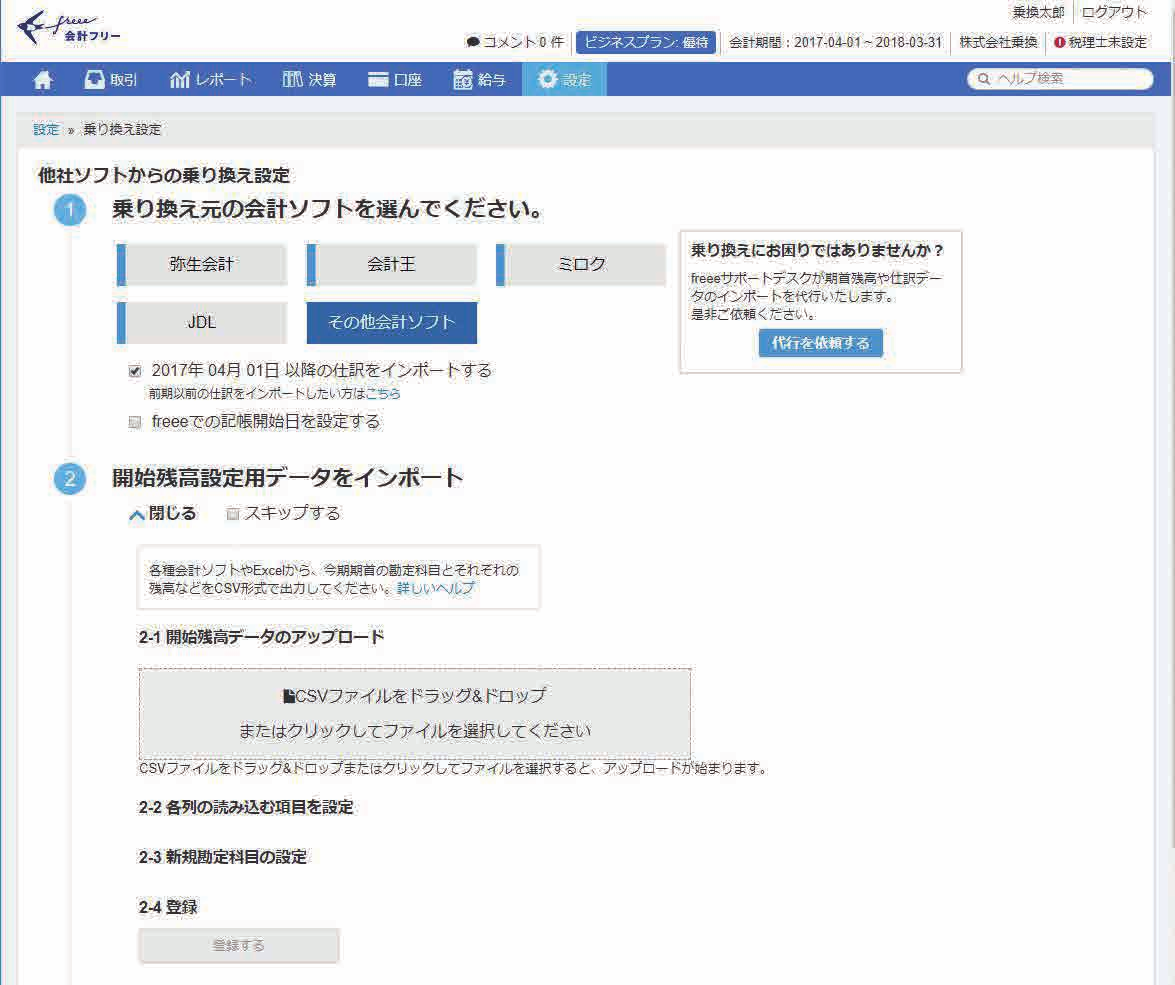 freee
会計フリー
乗換太郎 ログアウト
コメント 0 件 ビジネスプラン: 優待 会計期間：2017-04-01～2018-03-31 株式会社乗換 税理士未設定
取引 レポート 決算 口座 給与 設定 ヘルプ検索
設定 » 乗り換え設定
他社ソフトからの乗り換え設定
1 乗り換え元の会計ソフトを選んでください。
弥生会計 会計王 ミロク
JDL その他会計ソフト
乗り換えにお困りではありませんか？
freeeサポートデスクが期首残高や仕訳デー
タのインポートを代行いたします。
是非ご依頼ください。
代行を依頼する
2017年 04月 01日 以降の仕訳をインポートする
前期以前の仕訳をインポートしたい方はこちら
freeeでの記帳開始日を設定する
2 開始残高設定用データをインポート
閉じる スキップする
各種会計ソフトやExcelから、今期期首の勘定科目とそれぞれの
残高などをCSV形式で出力してください。詳しいヘルプ
2-1 開始残高データのアップロード
CSVファイルをドラッグ&ドロップ
またはクリックしてファイルを選択してください
CSVファイルをドラッグ&ドロップまたはクリックしてファイルを選択すると、アップロードが始まります。
2-2 各列の読み込む項目を設定
2-3 新規勘定科目の設定
2-4 登録
登録する